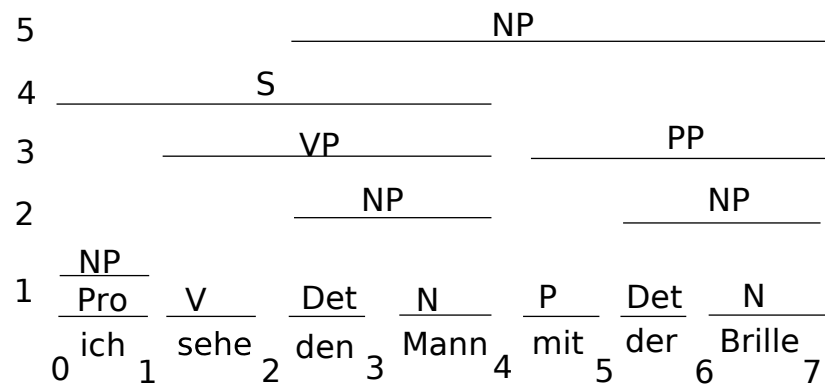 5 NP
4 S
3 VP PP
2 NP NP
NP
1 Pro V Det N P Det N
ich sehe den Mann mit der Brille
0 1 2 3 4 5 6 7